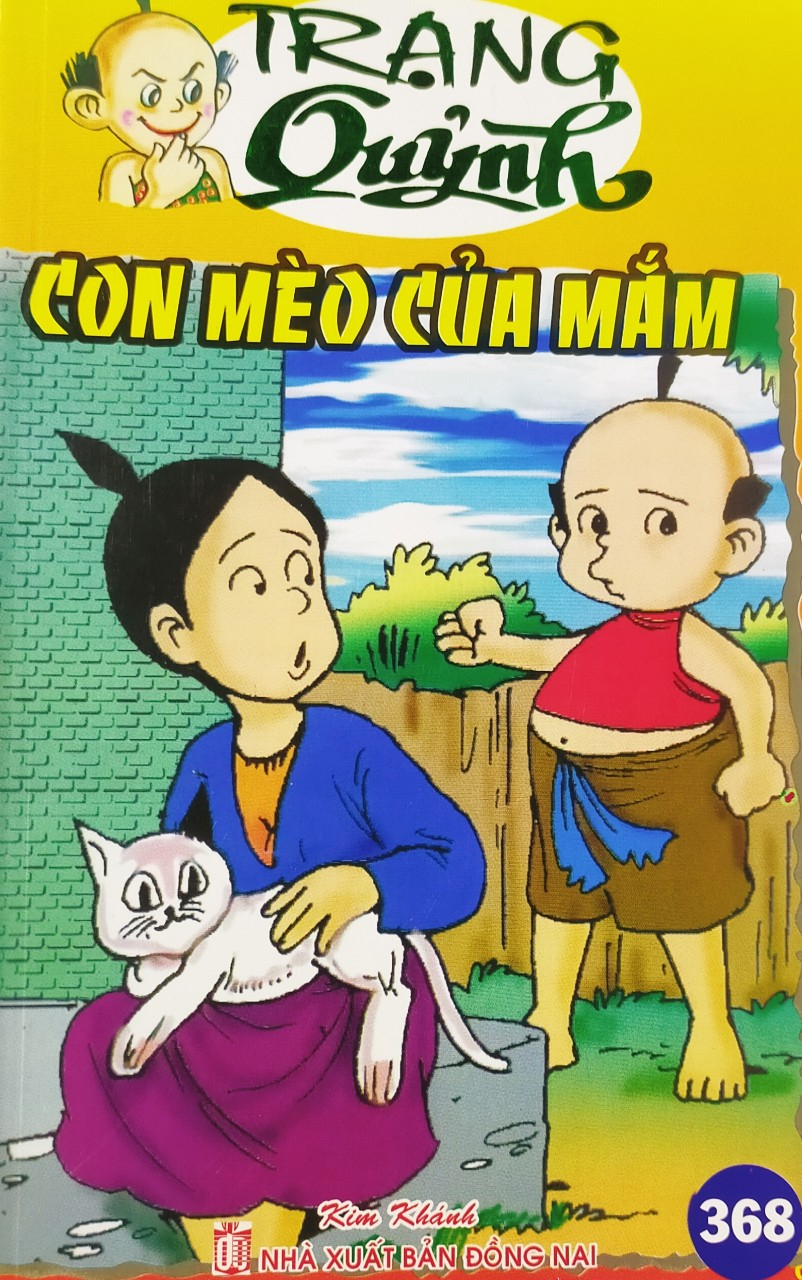 TRẠNG
Quỷnh
CON MÈO CỦA MẮM
Kim Khánh
NHÀ XUẤT BẢN ĐỒNG NAI
368